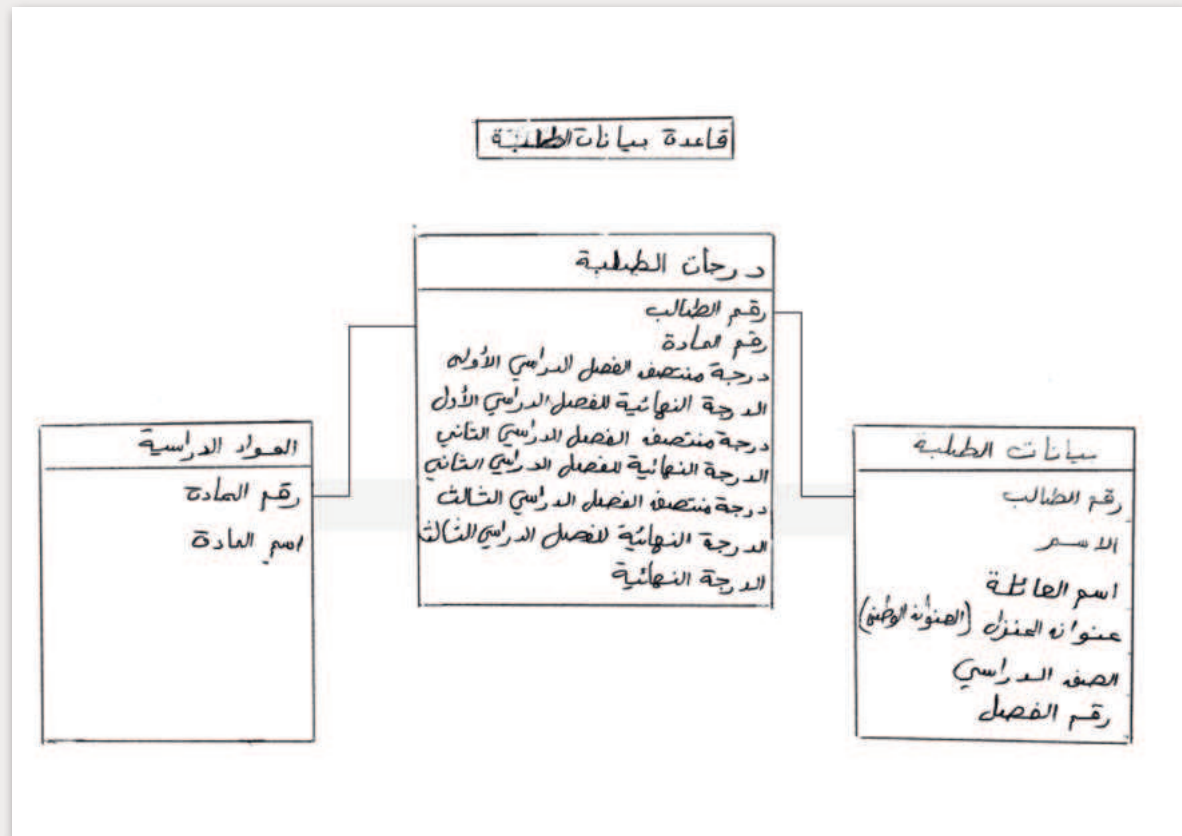 قاعدة بيانات الطلبة
درجات الطلبة
رقم الطالب
رقم المادة
درجة منتصف الفصل الدراسي الأول
الدرجة النهائية للفصل الدراسي الأول
درجة منتصف الفصل الدراسي الثاني
الدرجة النهائية للفصل الدراسي الثاني
درجة منتصف الفصل الدراسي الثالث
الدرجة النهائية للفصل الدراسي الثالث
الدرجة النهائية
بيانات الطلبة
رقم الطالب
الاسم
اسم العائلة
عنوان المنزل (العنوان الوطني)
الصف الدراسي
رقم الفصل
المواد الدراسية
رقم المادة
اسم المادة